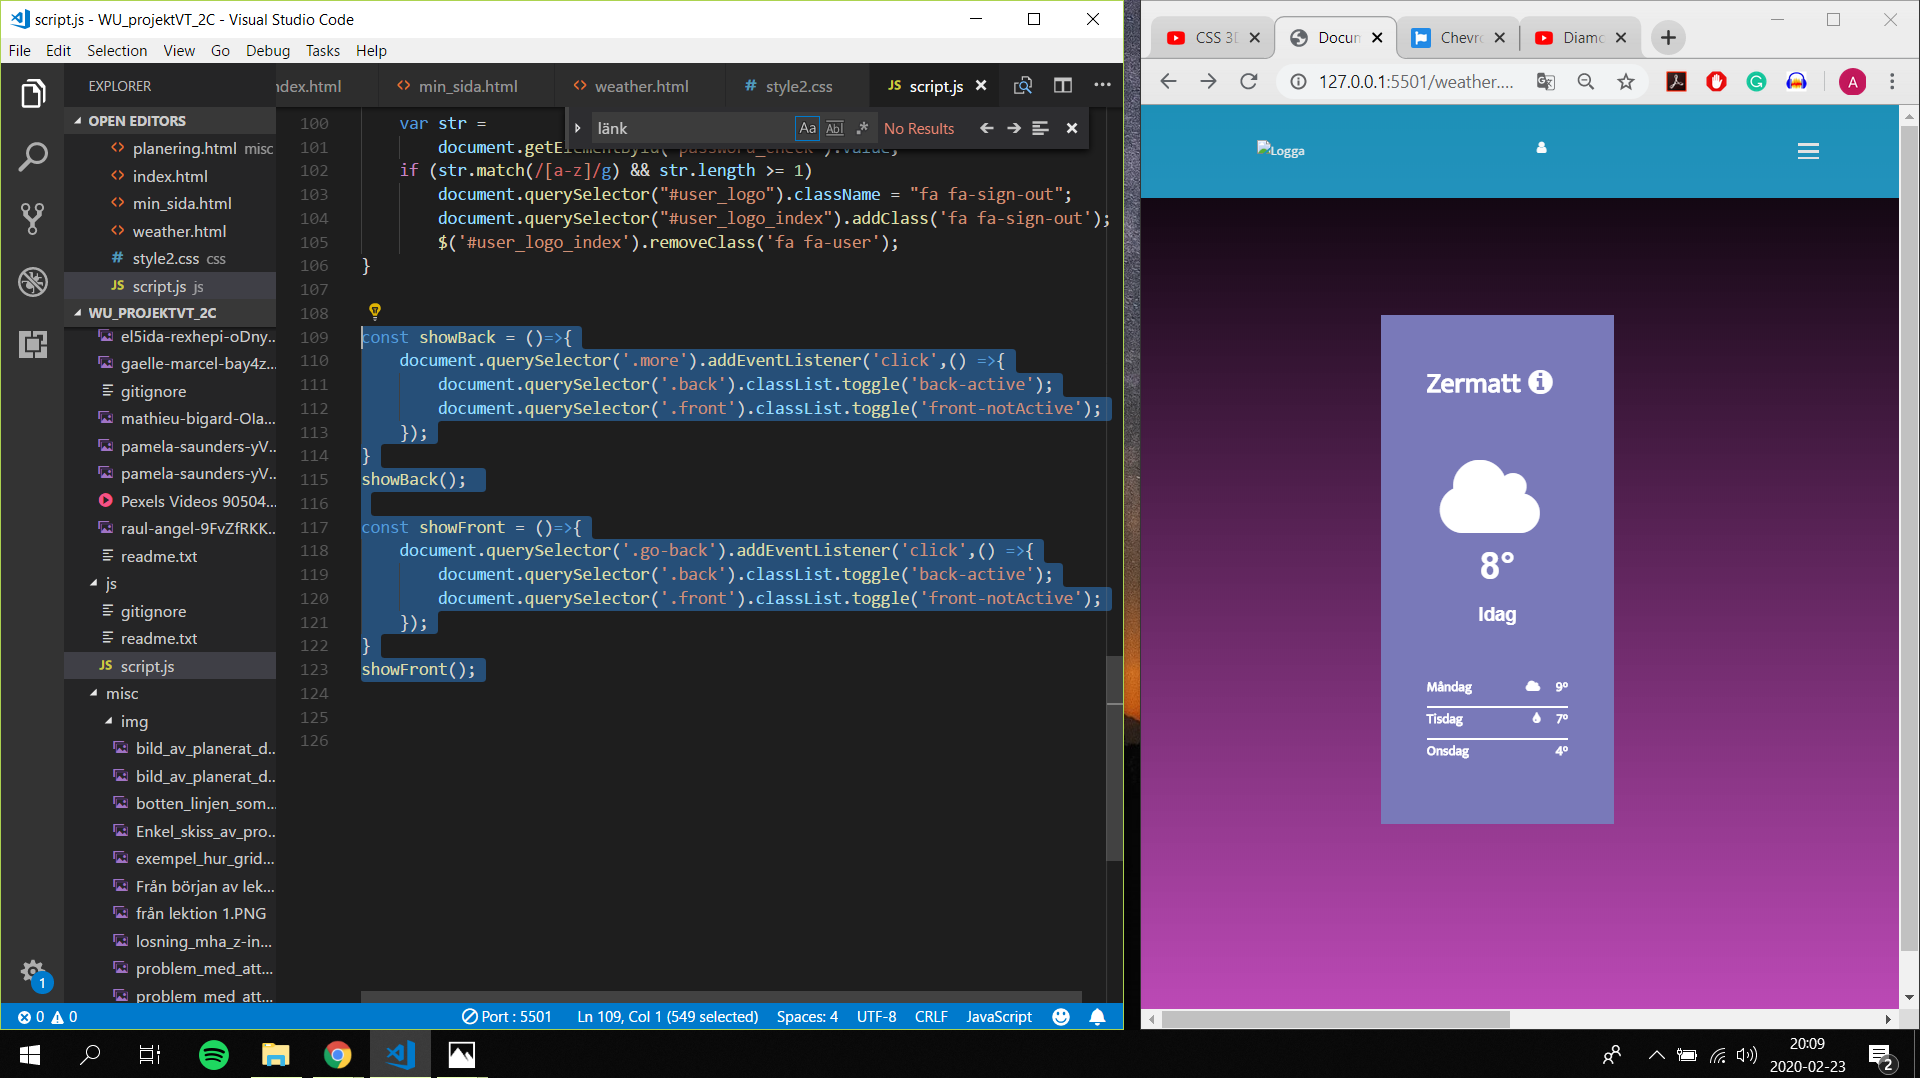 script.js - WU_projektVT_2C - Visual Studio Code
File Edit Selection View Go Debug Tasks Help
EXPLORER
OPEN EDITORS
planering.html misc
index.html
min_sida.html
weather.html
style2.css css
script.js js
WU_PROJEKTVT_2C
el5ida-rexhepi-oDny...
gaelle-marcel-bay4z...
gitignore
mathieu-bigard-OIa...
pamela-saunders-yV...
pamela-saunders-yV...
Pexels Videos 90504...
raul-angel-9FvZfRKK...
readme.txt
js
gitignore
readme.txt
JS script.js
misc
img
bild_av_planerat_d...
bild_av_planerat_d...
botten_linjen_som...
Enkel_skiss_av_pro...
exempel_hur_grid...
Från början av lek...
från lektion 1.PNG
losning_mha_z-in...
problem_med_att...
problem_med_att...
1
ndex.html
<> min_sida.html
<> weather.html
# style2.css
JS script.js
länk
Aa Abl .* No Results
100 var str =
101 document.getElementById("password_check").value;
102 if (str.match(/[a-z]/g) && str.length >= 1)
103 document.querySelector("#user_logo").className = "fa fa-sign-out";
104 document.querySelector("#user_logo_index").addClass('fa fa-sign-out');
105 $('#user_logo_index').removeClass('fa fa-user');
106 }
107
108
109 const showBack = ()=>{
110 document.querySelector('.more').addEventListener('click',() =>{
111 document.querySelector('.back').classList.toggle('back-active');
112 document.querySelector('.front').classList.toggle('front-notActive');
113 });
114 }
115 showBack();
116
117 const showFront = ()=>{
118 document.querySelector('.go-back').addEventListener('click',() =>{
119 document.querySelector('.back').classList.toggle('back-active');
120 document.querySelector('.front').classList.toggle('front-notActive');
121 });
122 }
123 showFront();
124
125
126
0 0 Port : 5501 Ln 109, Col 1 (549 selected) Spaces: 4 UTF-8 CRLF JavaScript
CSS 3D
Docum
Chevro
Diamo
127.0.0.1:5501/weather....
A
Logga
Zermatt
8°
Idag
Måndag 9°
Tisdag 7°
Onsdag 4°
20:09
2020-02-23
2